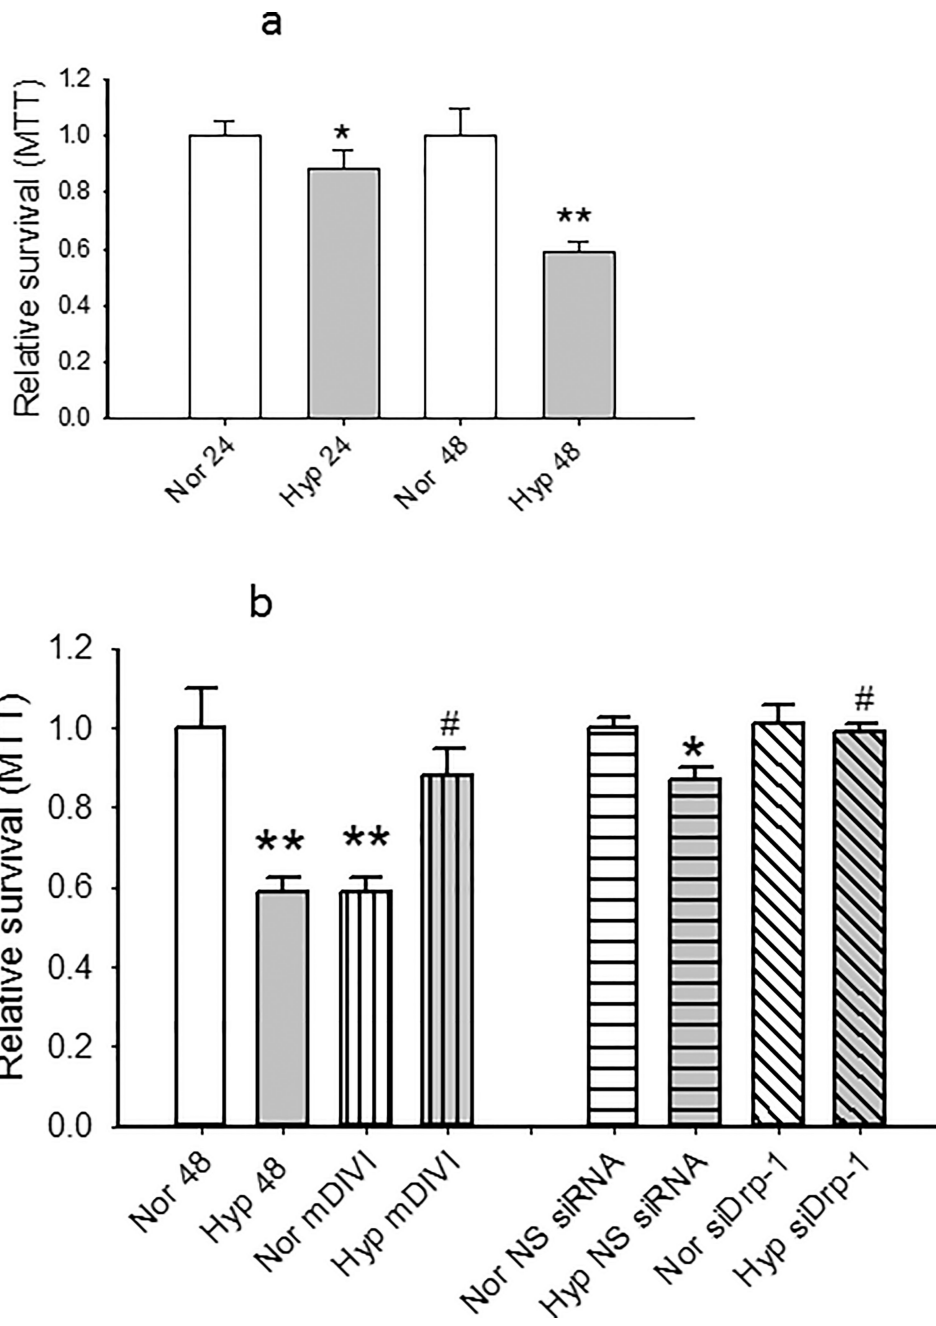 a
Relative survival (MTT)
1.2
1.0
0.8
0.6
0.4
0.2
0.0
*
**
Nor 24
Hyp 24
Nor 48
Hyp 48
b
Relative survival (MTT)
1.2
1.0
0.8
0.6
0.4
0.2
0.0
**
**
#
*
#
Nor 48
Hyp 48
Nor mDIVI
Hyp mDIVI
Nor NS siRNA
Hyp NS siRNA
Nor siDrp-1
Hyp siDrp-1